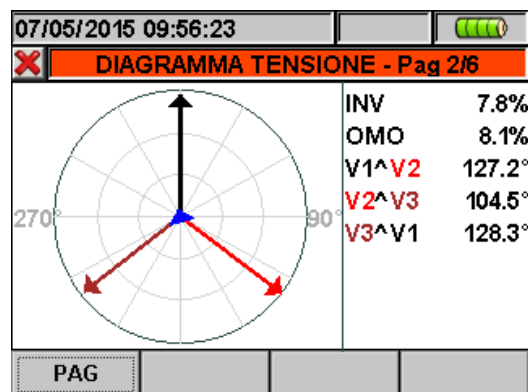 07/05/2015 09:56:23
DIAGRAMMA TENSIONE - Pag 2/6
INV 7.8%
OMO 8.1%
V1^V2 127.2°
V2^V3 104.5°
V3^V1 128.3°
270° 90°
PAG